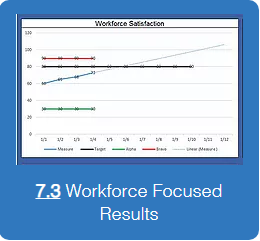 Workforce Satisfaction
120
100
80
60
40
20
0
1/1 1/2 1/3 1/4 1/5 1/6 1/7 1/8 1/9 1/10 1/11 1/12
Measure Target Alpha Bravo Linear (Measure)
7.3 Workforce Focused
Results